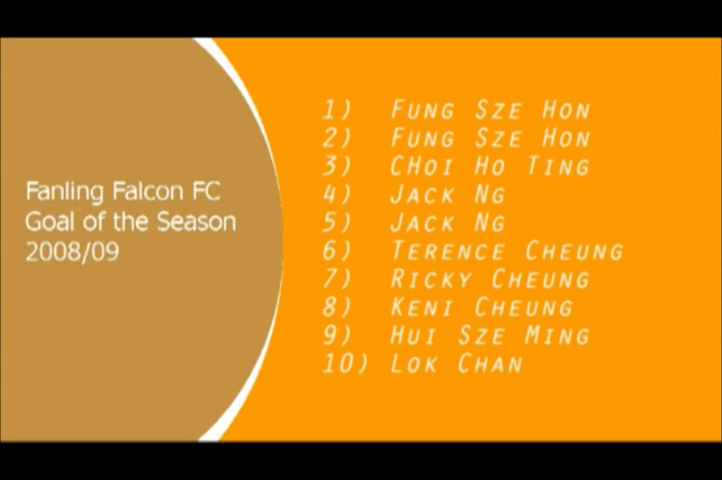 Fanling Falcon FC
Goal of the Season
2008/09
1) Fung Sze Hon
2) Fung Sze Hon
3) CHoi Ho Ting
4) Jack Ng
5) Jack Ng
6) Terence Cheung
7) Ricky Cheung
8) Keni Cheung
9) Hui Sze Ming
10) Lok Chan